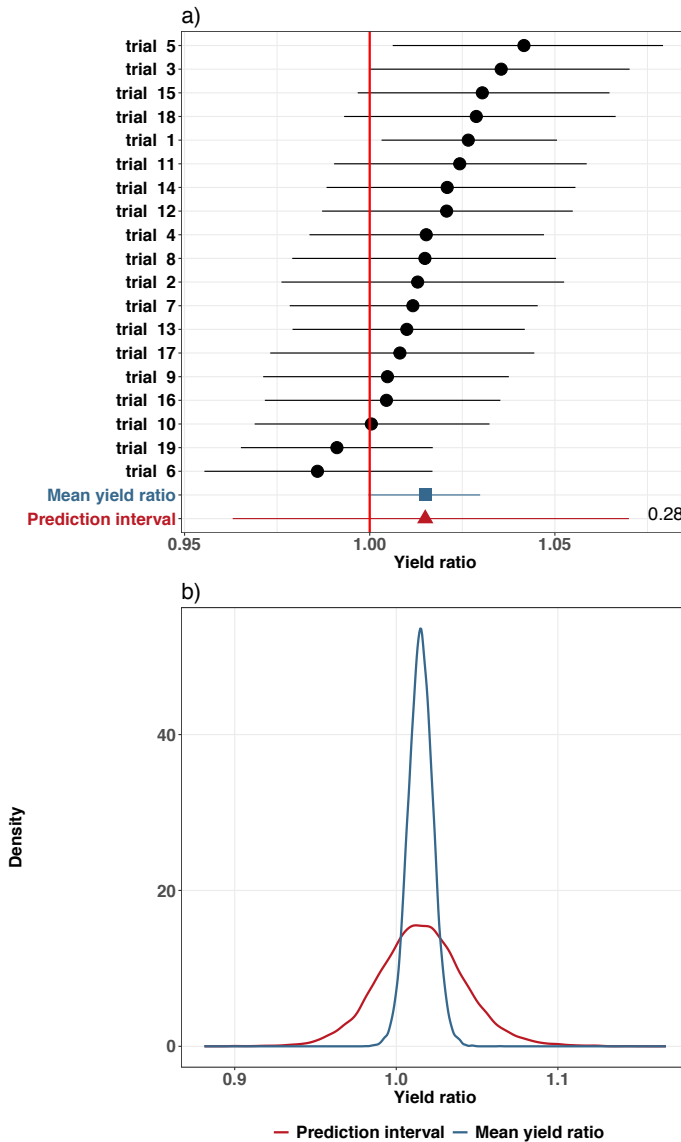 a)
trial 5
trial 3
trial 15
trial 18
trial 1
trial 11
trial 14
trial 12
trial 4
trial 8
trial 2
trial 7
trial 13
trial 17
trial 9
trial 16
trial 10
trial 19
trial 6
Mean yield ratio
Prediction interval
0.28
0.95 1.00 1.05
Yield ratio
b)
40
20
0
Density
0.9 1.0 1.1
Yield ratio
Prediction interval Mean yield ratio